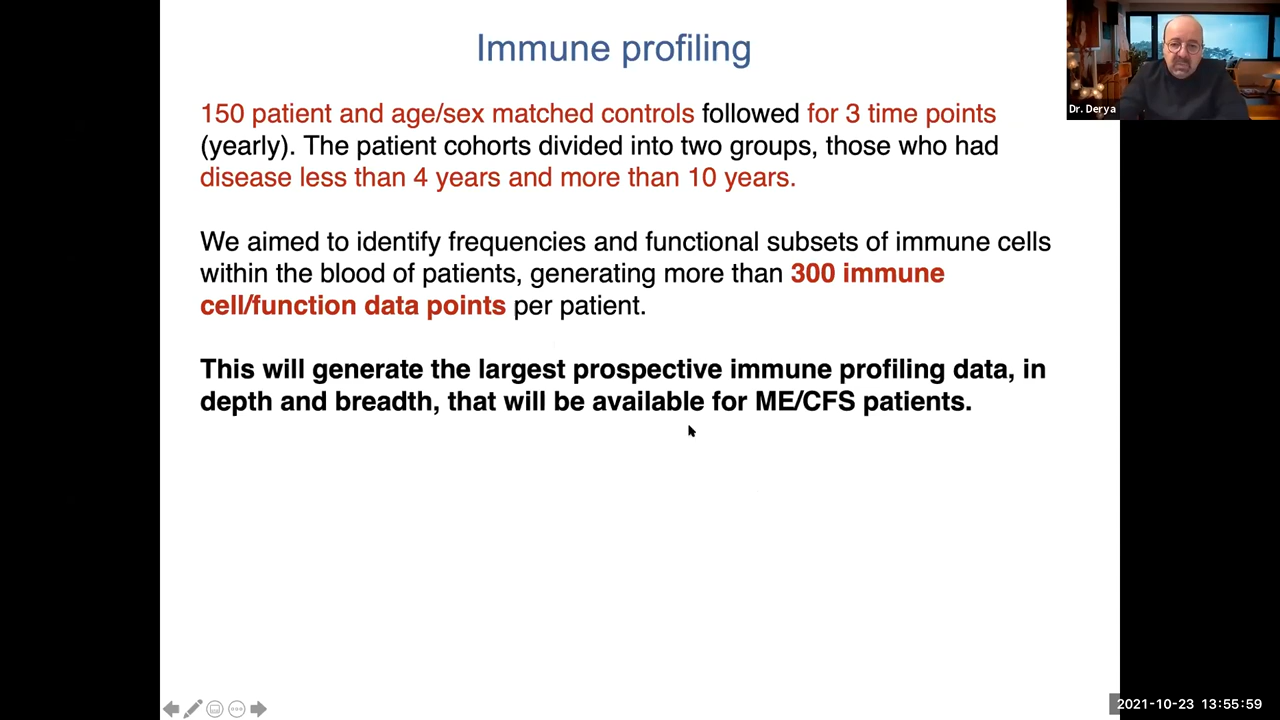 Immune profiling
150 patient and age/sex matched controls followed for 3 time points
(yearly). The patient cohorts divided into two groups, those who had
disease less than 4 years and more than 10 years.
We aimed to identify frequencies and functional subsets of immune cells
within the blood of patients, generating more than 300 immune
cell/function data points per patient.
This will generate the largest prospective immune profiling data, in
depth and breadth, that will be available for ME/CFS patients.
Dr. Derya
2021-10-23 13:55:59